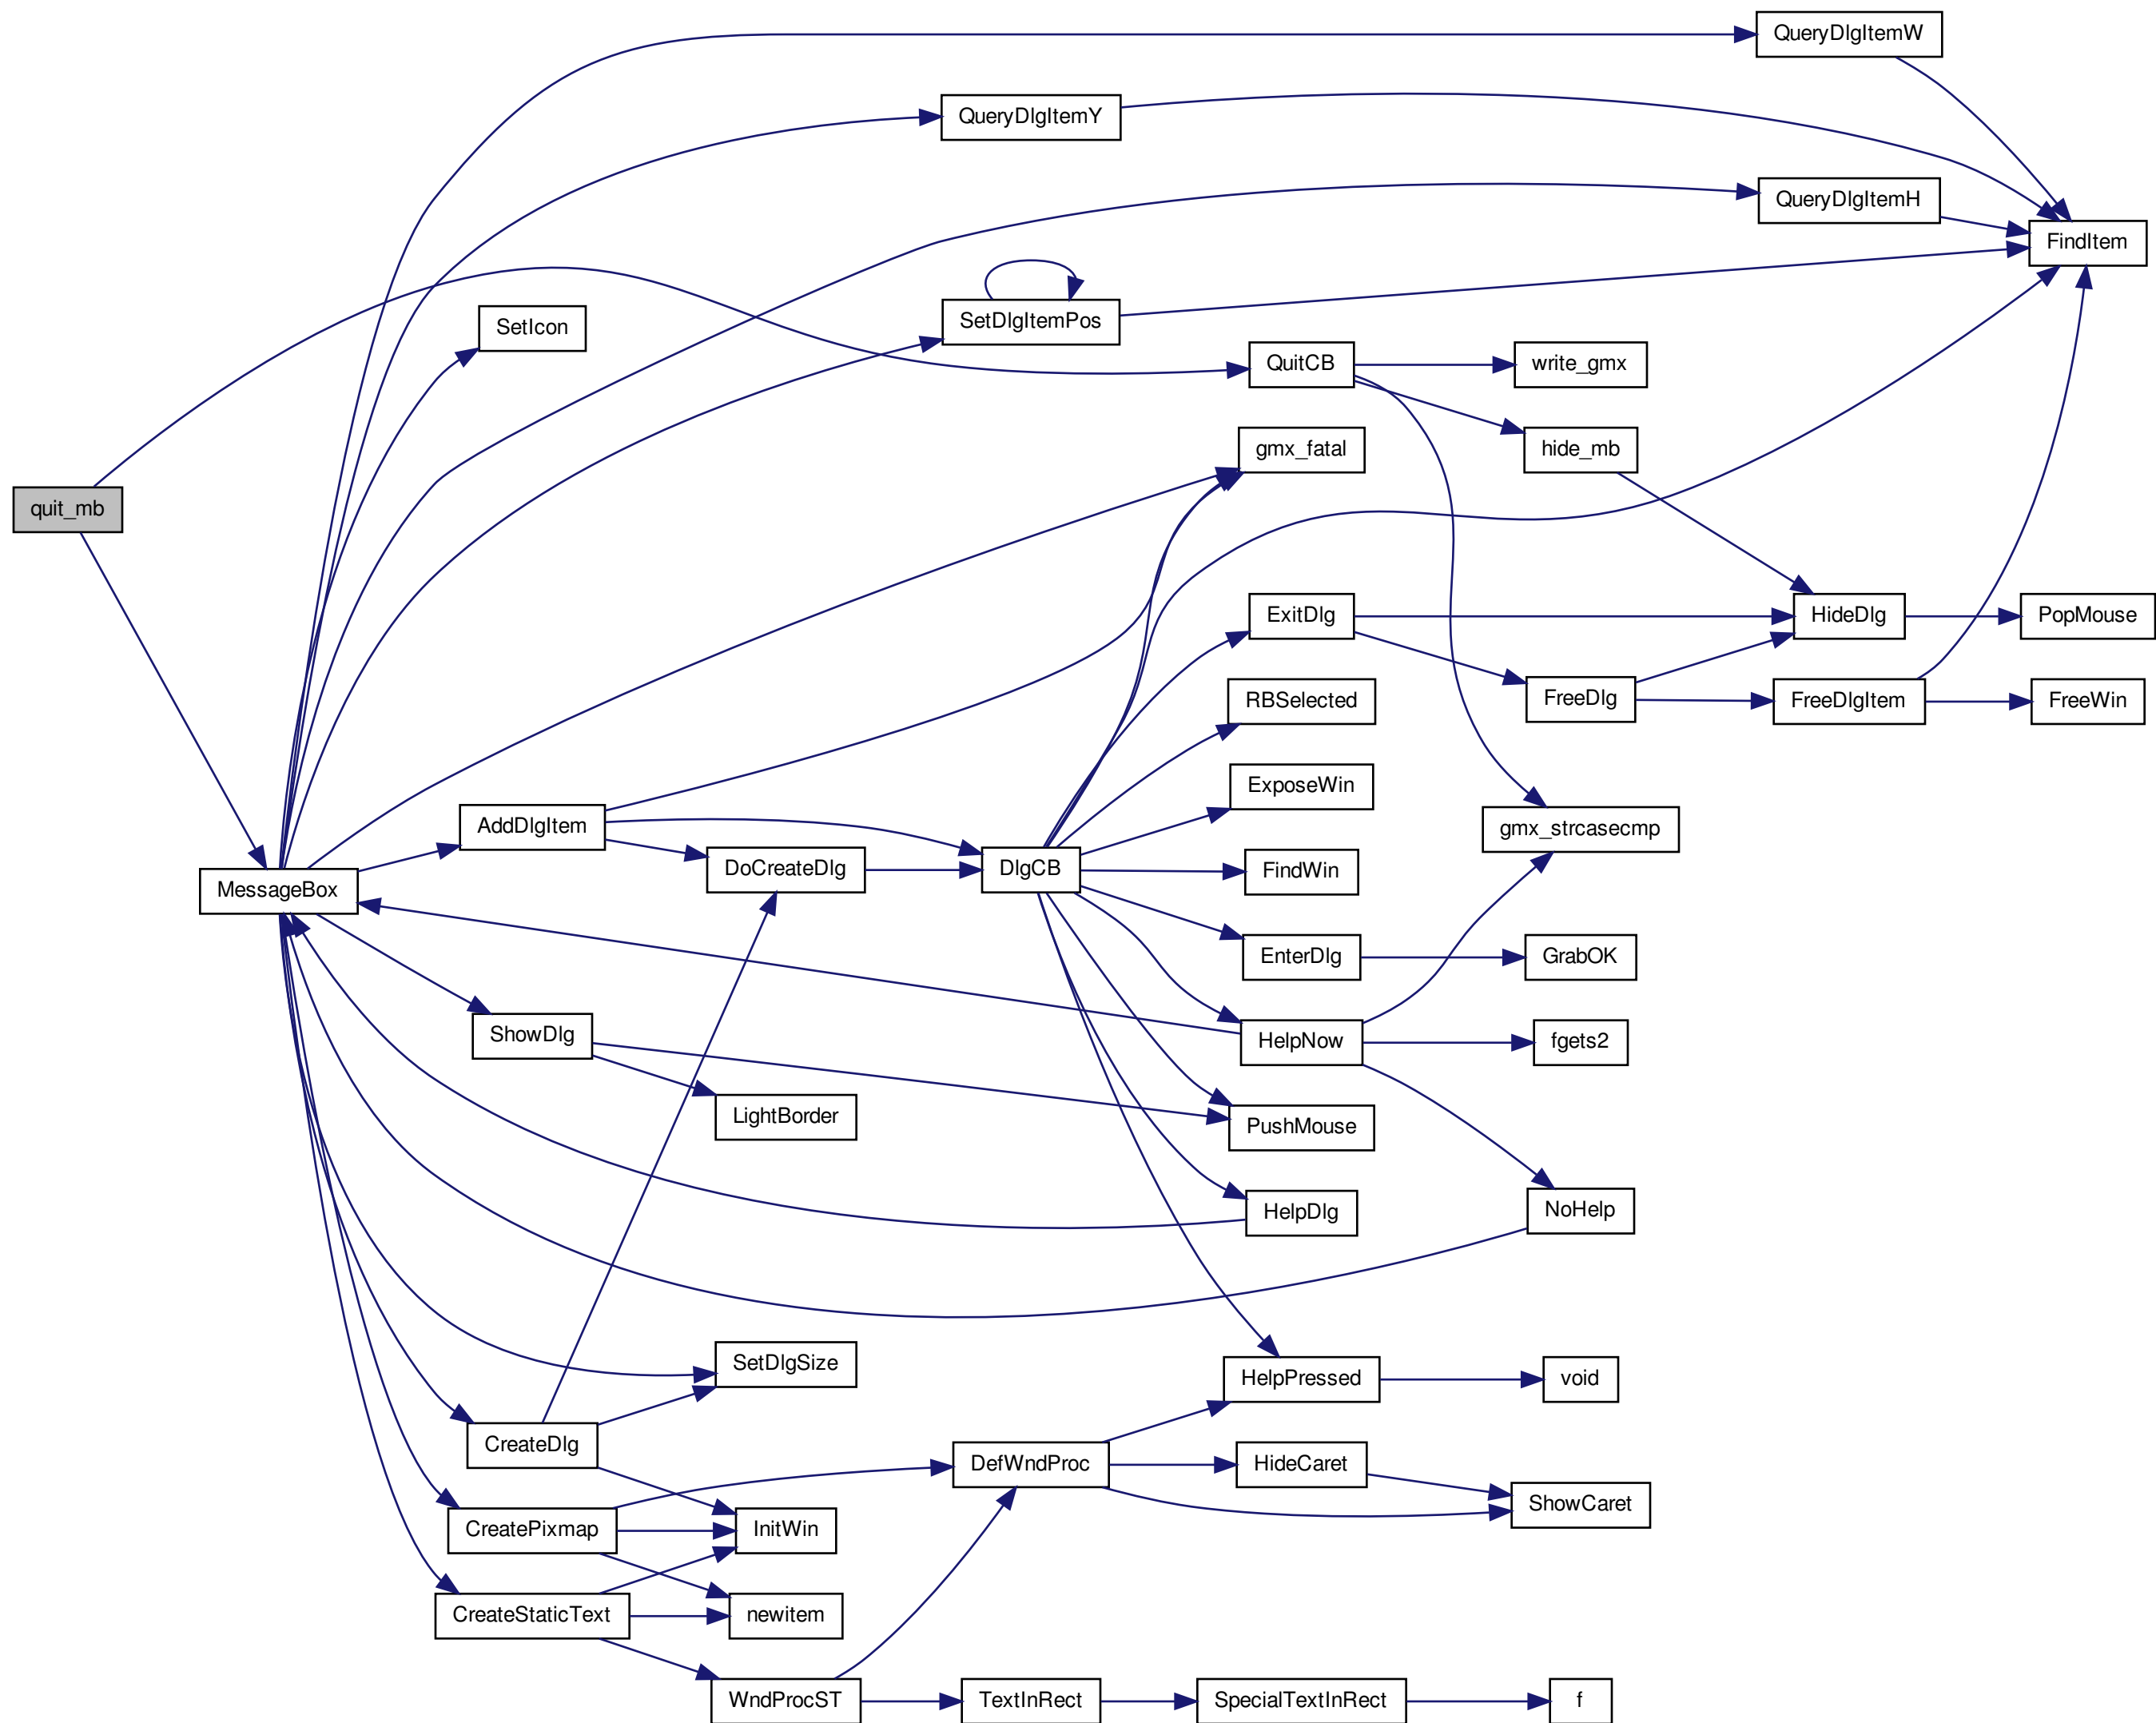 QueryDlgItemW
QueryDlgItemY
QueryDlgItemH
FindItem
SetIcon
SetDlgItemPos
QuitCB
write_gmx
gmx_fatal
hide_mb
quit_mb
ExitDlg
HideDlg
PopMouse
RBSelected
FreeDlg
FreeDlgItem
FreeWin
ExposeWin
AddDlgItem
gmx_strcasecmp
MessageBox
DoCreateDlg
DlgCB
FindWin
EnterDlg
GrabOK
ShowDlg
HelpNow
fgets2
LightBorder
PushMouse
HelpDlg
NoHelp
SetDlgSize
HelpPressed
void
CreateDlg
DefWndProc
HideCaret
ShowCaret
CreatePixmap
InitWin
CreateStaticText
newitem
WndProcST
TextInRect
SpecialTextInRect
f